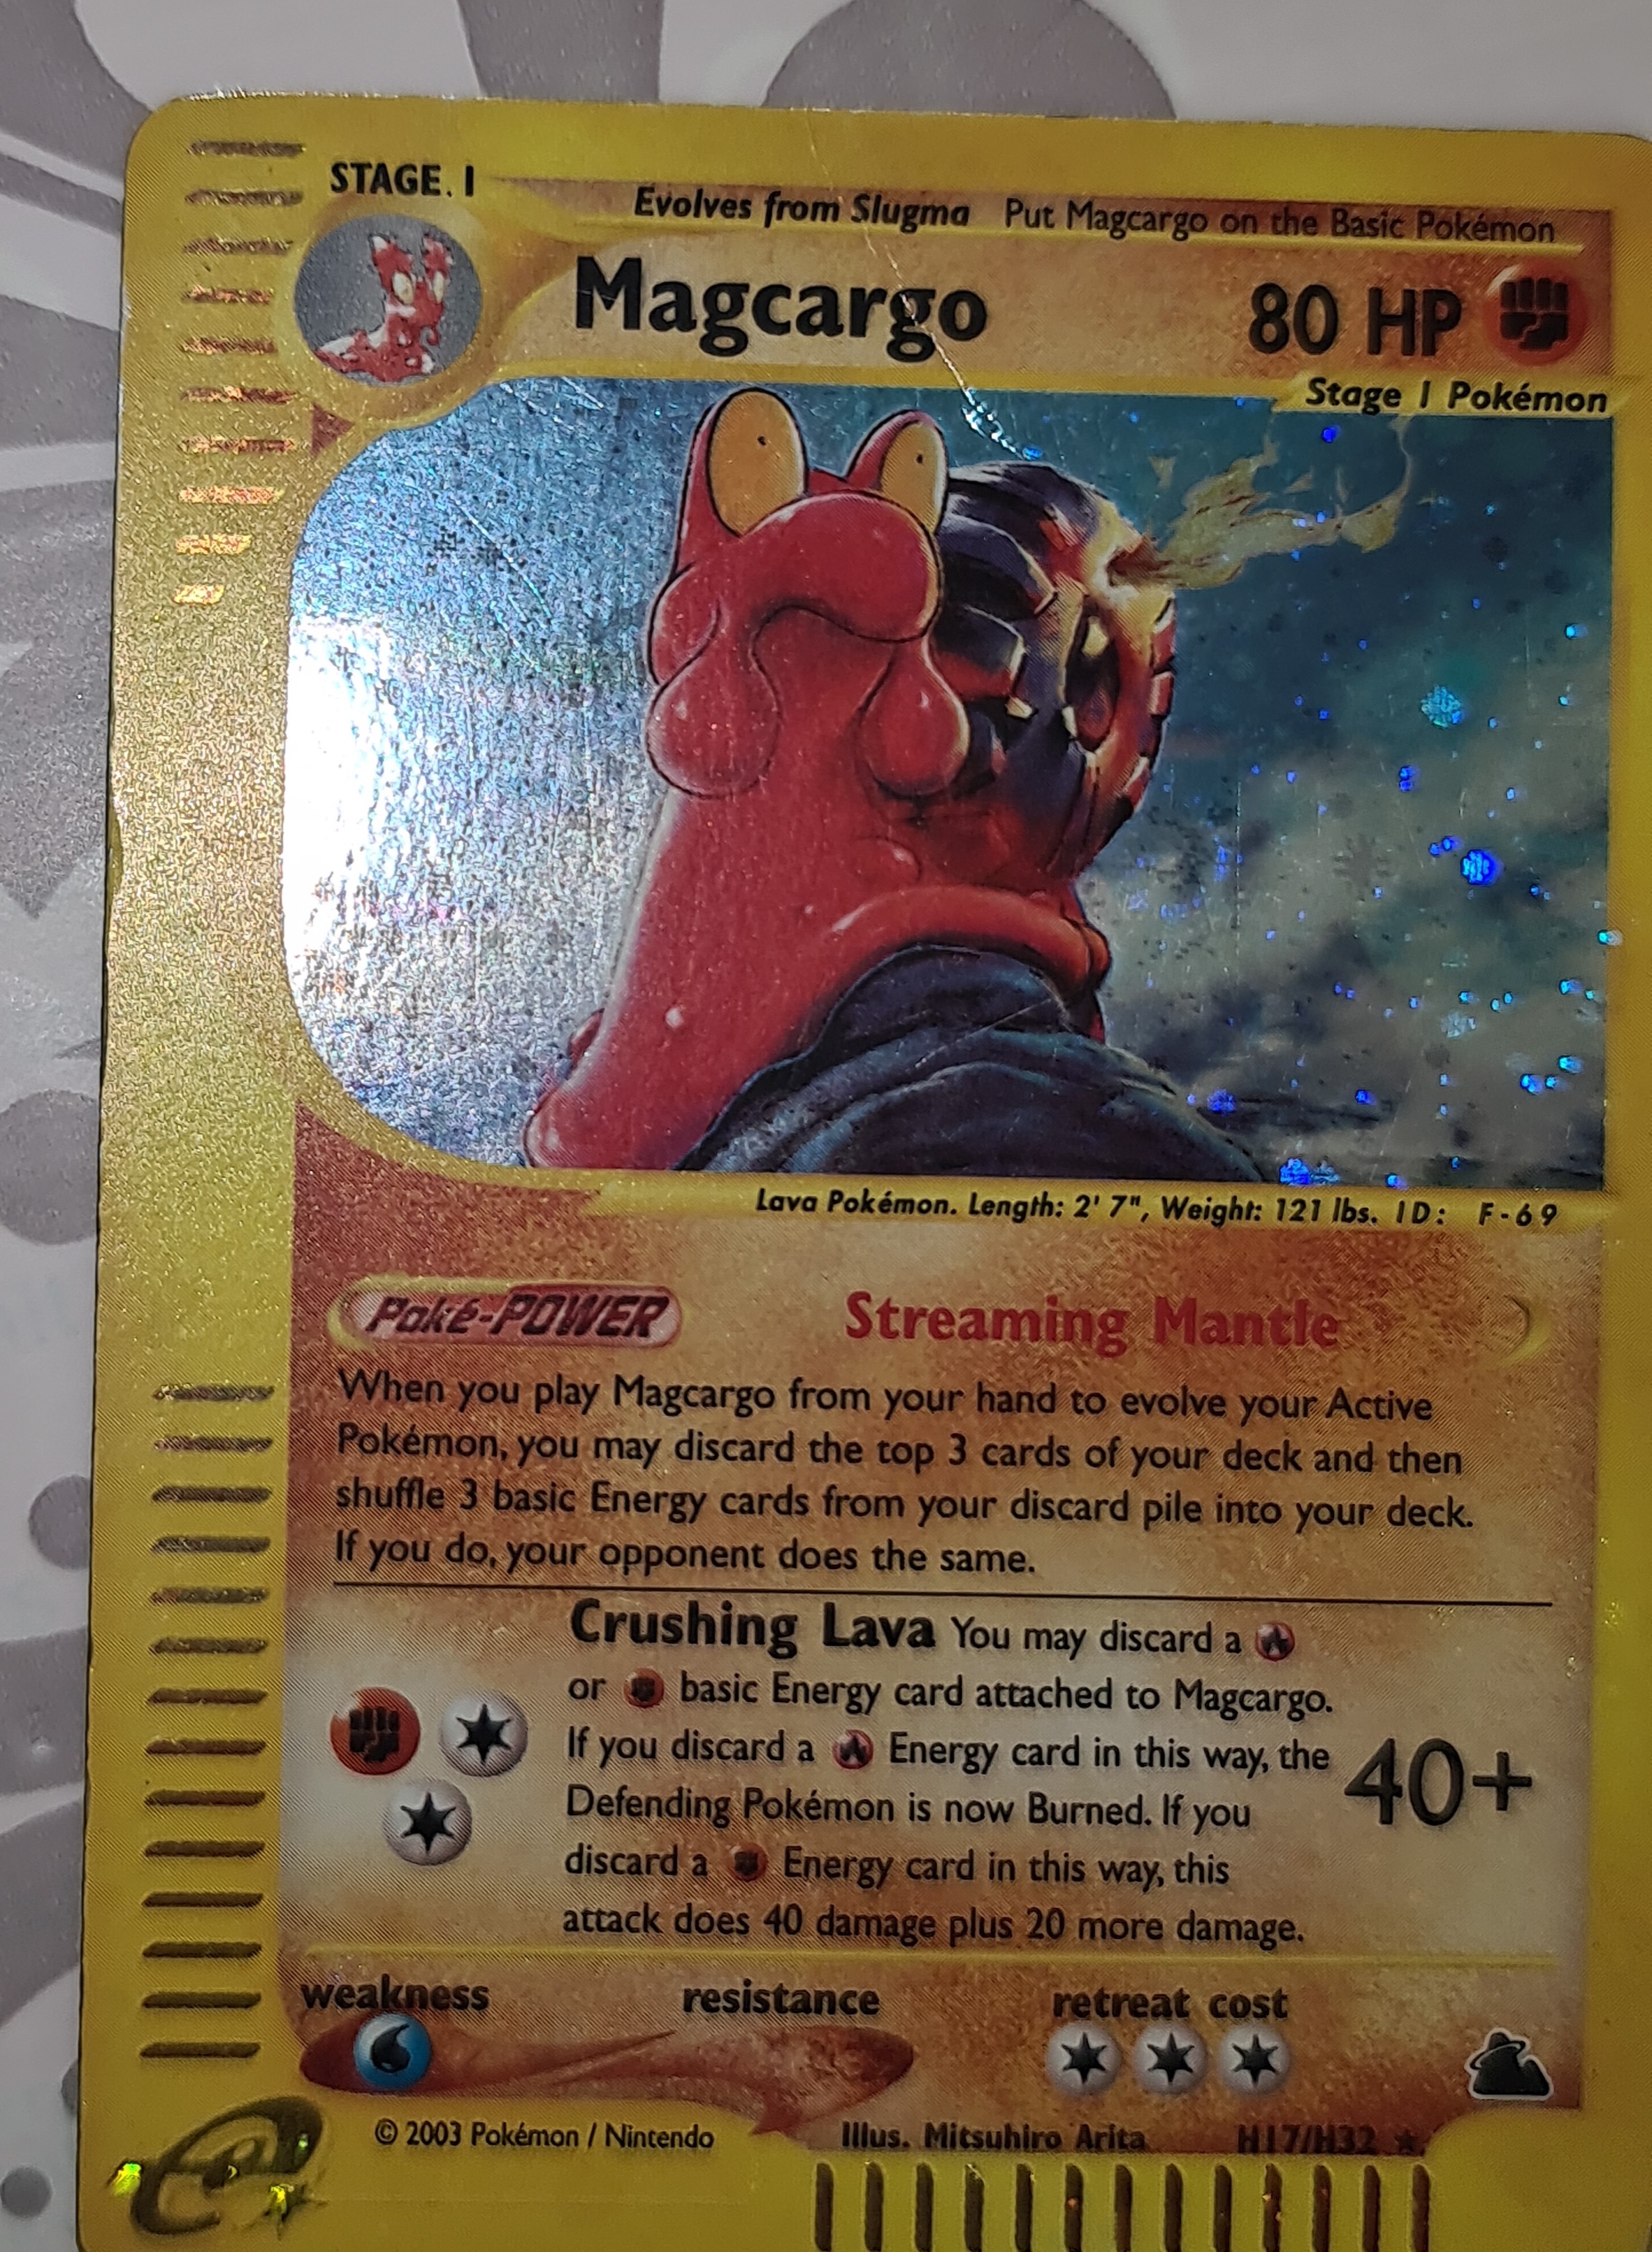 STAGE. 1
Evolves from Slugma Put Magcargo on the Basic Pokémon
Magcargo 80 HP
Stage 1 Pokémon
Lava Pokémon. Length: 2' 7", Weight: 121 lbs. ID: F-69
Poké-POWER Streaming Mantle
When you play Magcargo from your hand to evolve your Active
Pokémon, you may discard the top 3 cards of your deck and then
shuffle 3 basic Energy cards from your discard pile into your deck.
If you do, your opponent does the same.
Crushing Lava You may discard a
or basic Energy card attached to Magcargo.
If you discard a Energy card in this way, the
Defending Pokémon is now Burned. If you
discard a Energy card in this way, this
attack does 40 damage plus 20 more damage.
40+
weakness resistance retreat cost
© 2003 Pokémon / Nintendo Illus. Mitsuhiro Arita H17/H32 ★
e